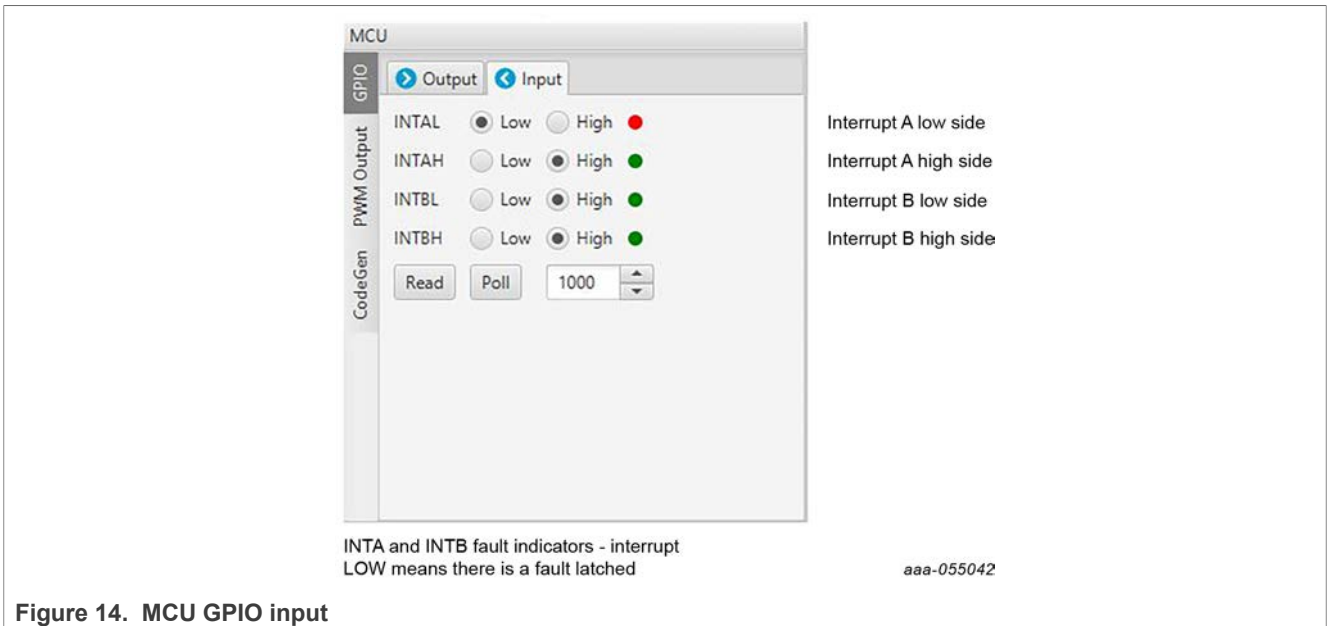 MCU
GPIO
PWM Output
CodeGen
Output Input
INTAL Low High Interrupt A low side
INTAH Low High Interrupt A high side
INTBL Low High Interrupt B low side
INTBH Low High Interrupt B high side
Read Poll 1000
INTA and INTB fault indicators - interrupt
LOW means there is a fault latched
aaa-055042
Figure 14. MCU GPIO input